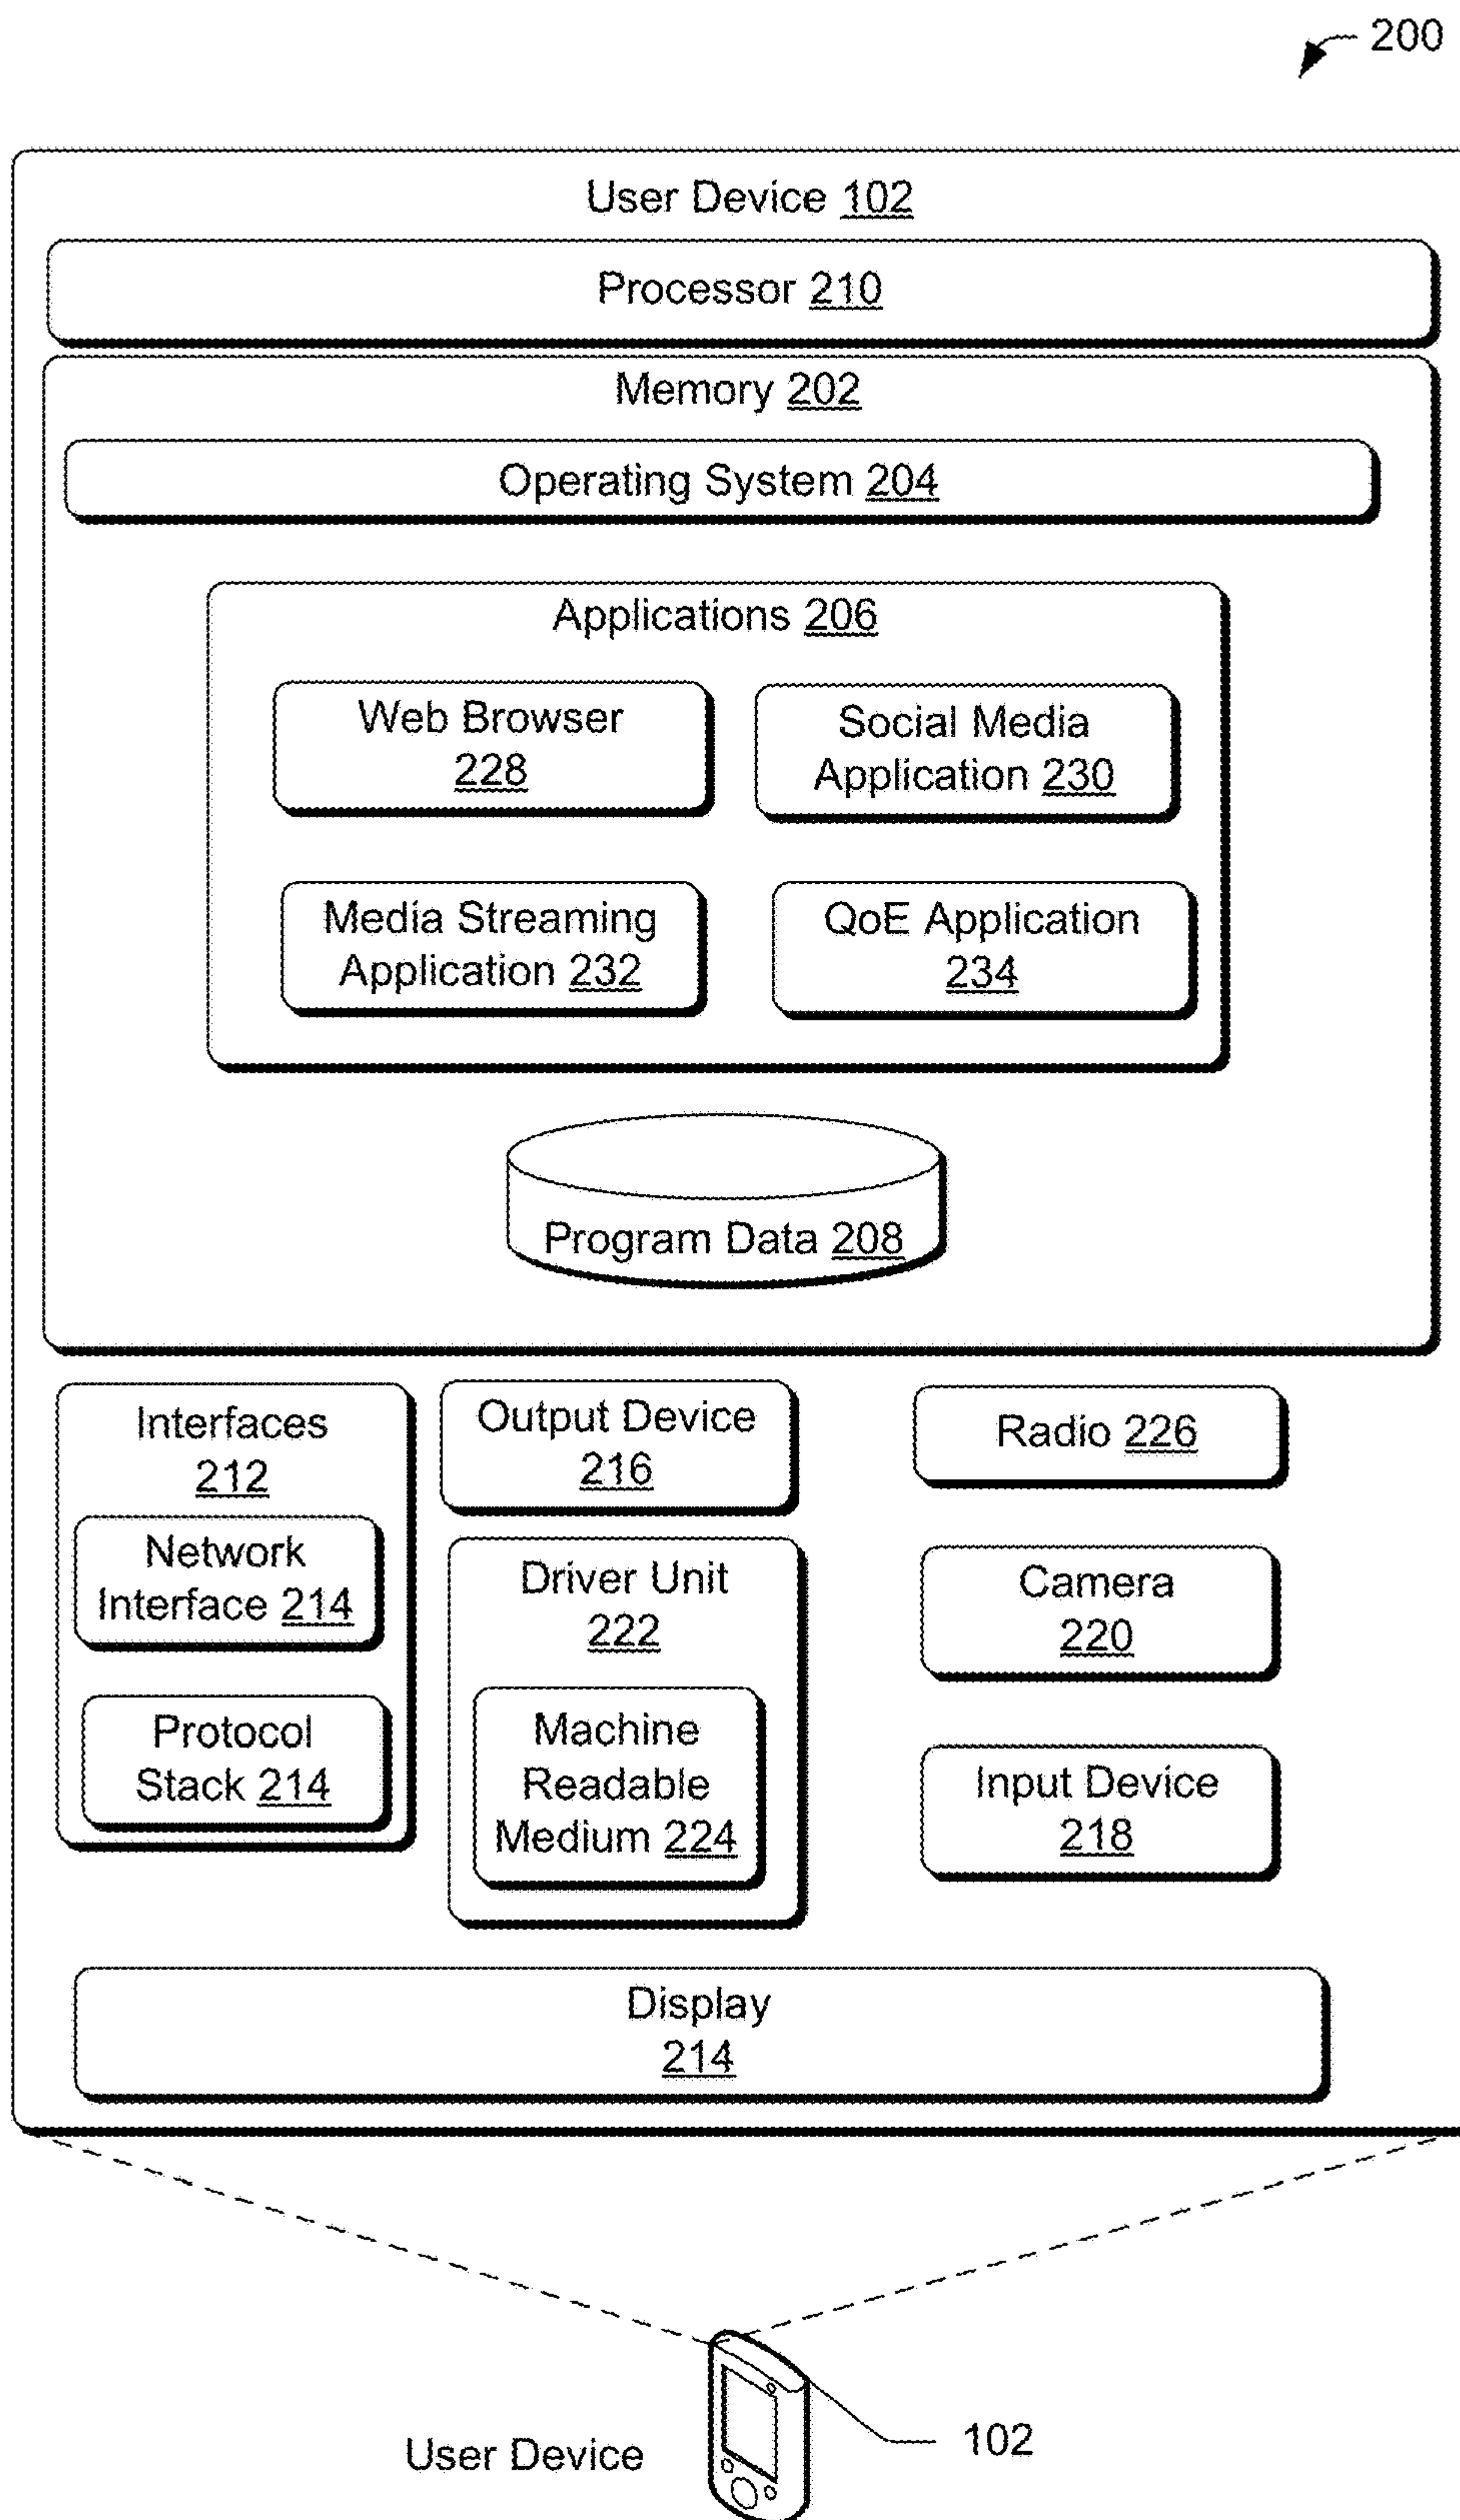 200
User Device 102
Processor 210
Memory 202
Operating System 204
Applications 206
Web Browser
228
Social Media
Application 230
Media Streaming
Application 232
QoE Application
234
Program Data 208
Interfaces
212
Network
Interface 214
Protocol
Stack 214
Output Device
216
Driver Unit
222
Machine
Readable
Medium 224
Radio 226
Camera
220
Input Device
218
Display
214
User Device
102